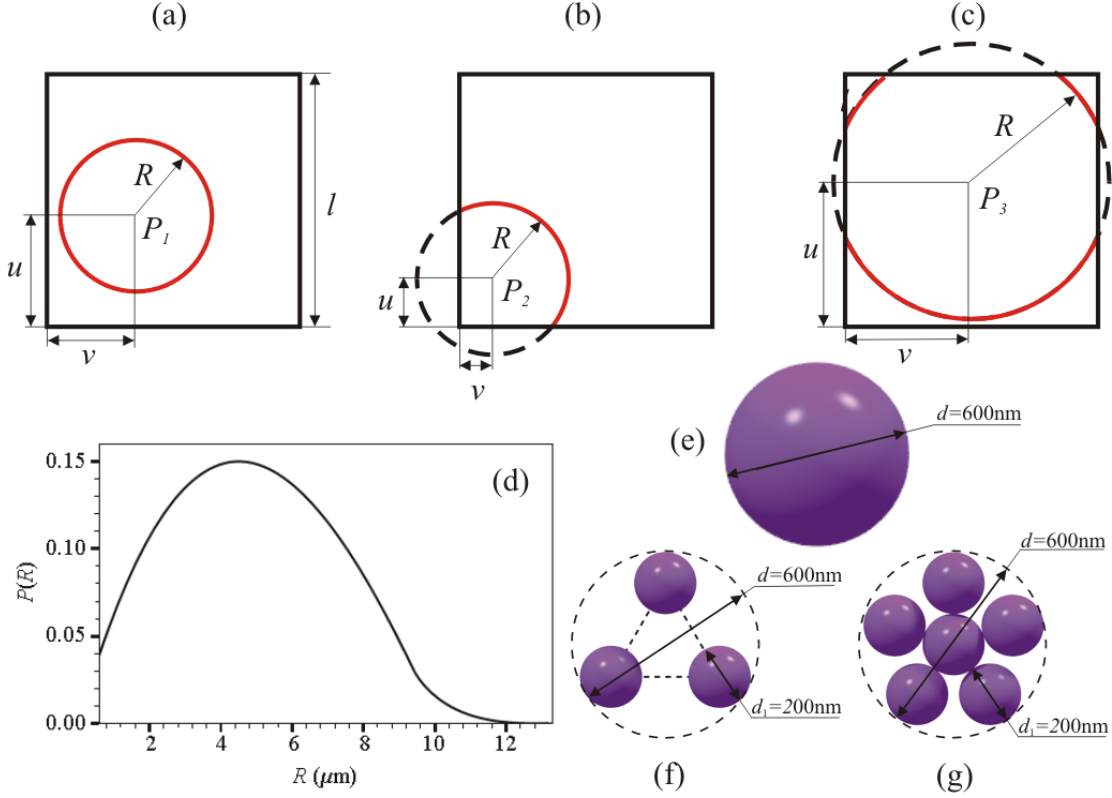 (a)
(b)
(c)
R
P1
l
u
v
R
P2
u
v
R
P3
u
v
(d)
0.15
0.10
0.05
0.00
P(R)
2
4
6
8
10
12
R (μm)
(e)
d=600nm
d=600nm
d1=200nm
(f)
d=600nm
d1=200nm
(g)